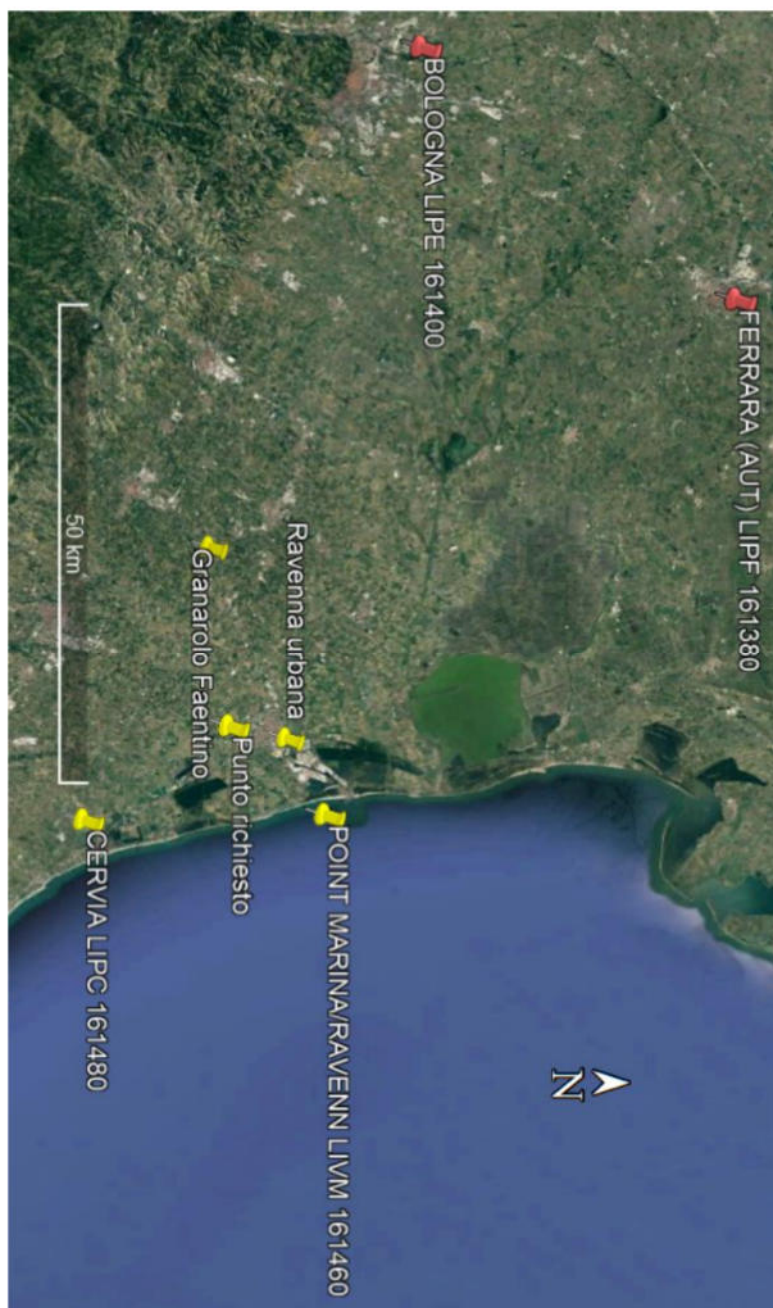 FERRARA (AUT) LIPF 161380
BOLOGNA LIPE 161400
Ravenna urbana
POINT MARINA/RAVENN LIVM 161460
Punto richiesto
Granarolo Faentino
CERVIA LIPC 161480
50 km
N